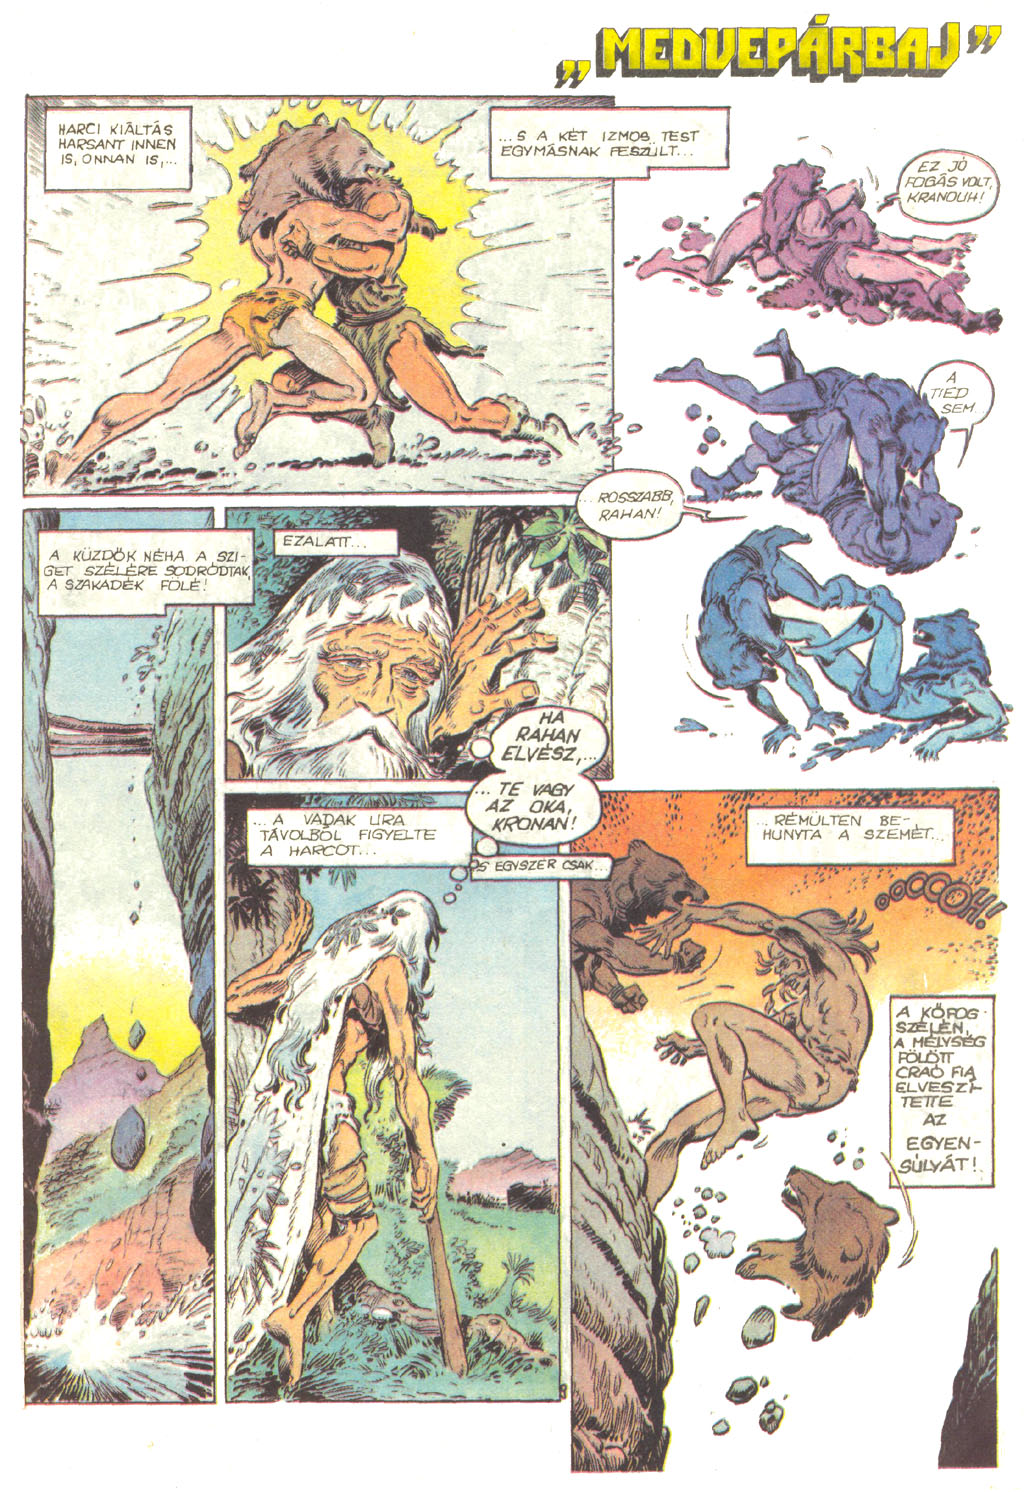 „MEDVEPÁRBAJ”
HARCI KIÁLTÁS
HARSANT INNEN
IS, ONNAN IS,...
...S A KÉT IZMOS TEST
EGYMÁSNAK FESZÜLT...
EZ JÓ
FOGÁS VOLT,
KRANOUH!
A
TIED
SEM...
... ROSSZABB,
RAHAN!
A KÜZDŐK NÉHA A SZI-
GET SZÉLÉRE SODRÓDTAK,
A SZAKADÉK FÖLÉ!
EZALATT...
HA
RAHAN
ELVÉSZ,...
...TE VAGY
AZ OKA,
KRONAN!
...A VADAK URA
TÁVOLBÓL FIGYELTE
A HARCOT...
S EGYSZER CSAK...
...RÉMÜLTEN BE-
HUNYTA A SZEMÉT...
OOOOH!
A KŐFOG
SZÉLÉN,
A MÉLYSÉG
FÖLÖTT
CRAÓ FIA
ELVESZÍ-
TETTE
AZ
EGYEN-
SÚLYÁT!
8